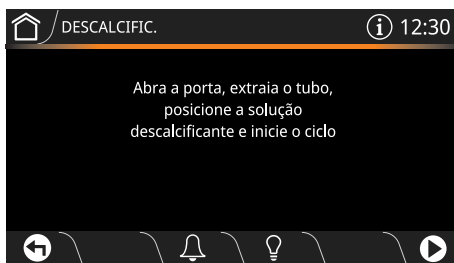 DESCALCIFIC.
i 12:30
Abra a porta, extraia o tubo,
posicione a solução
descalcificante e inicie o ciclo